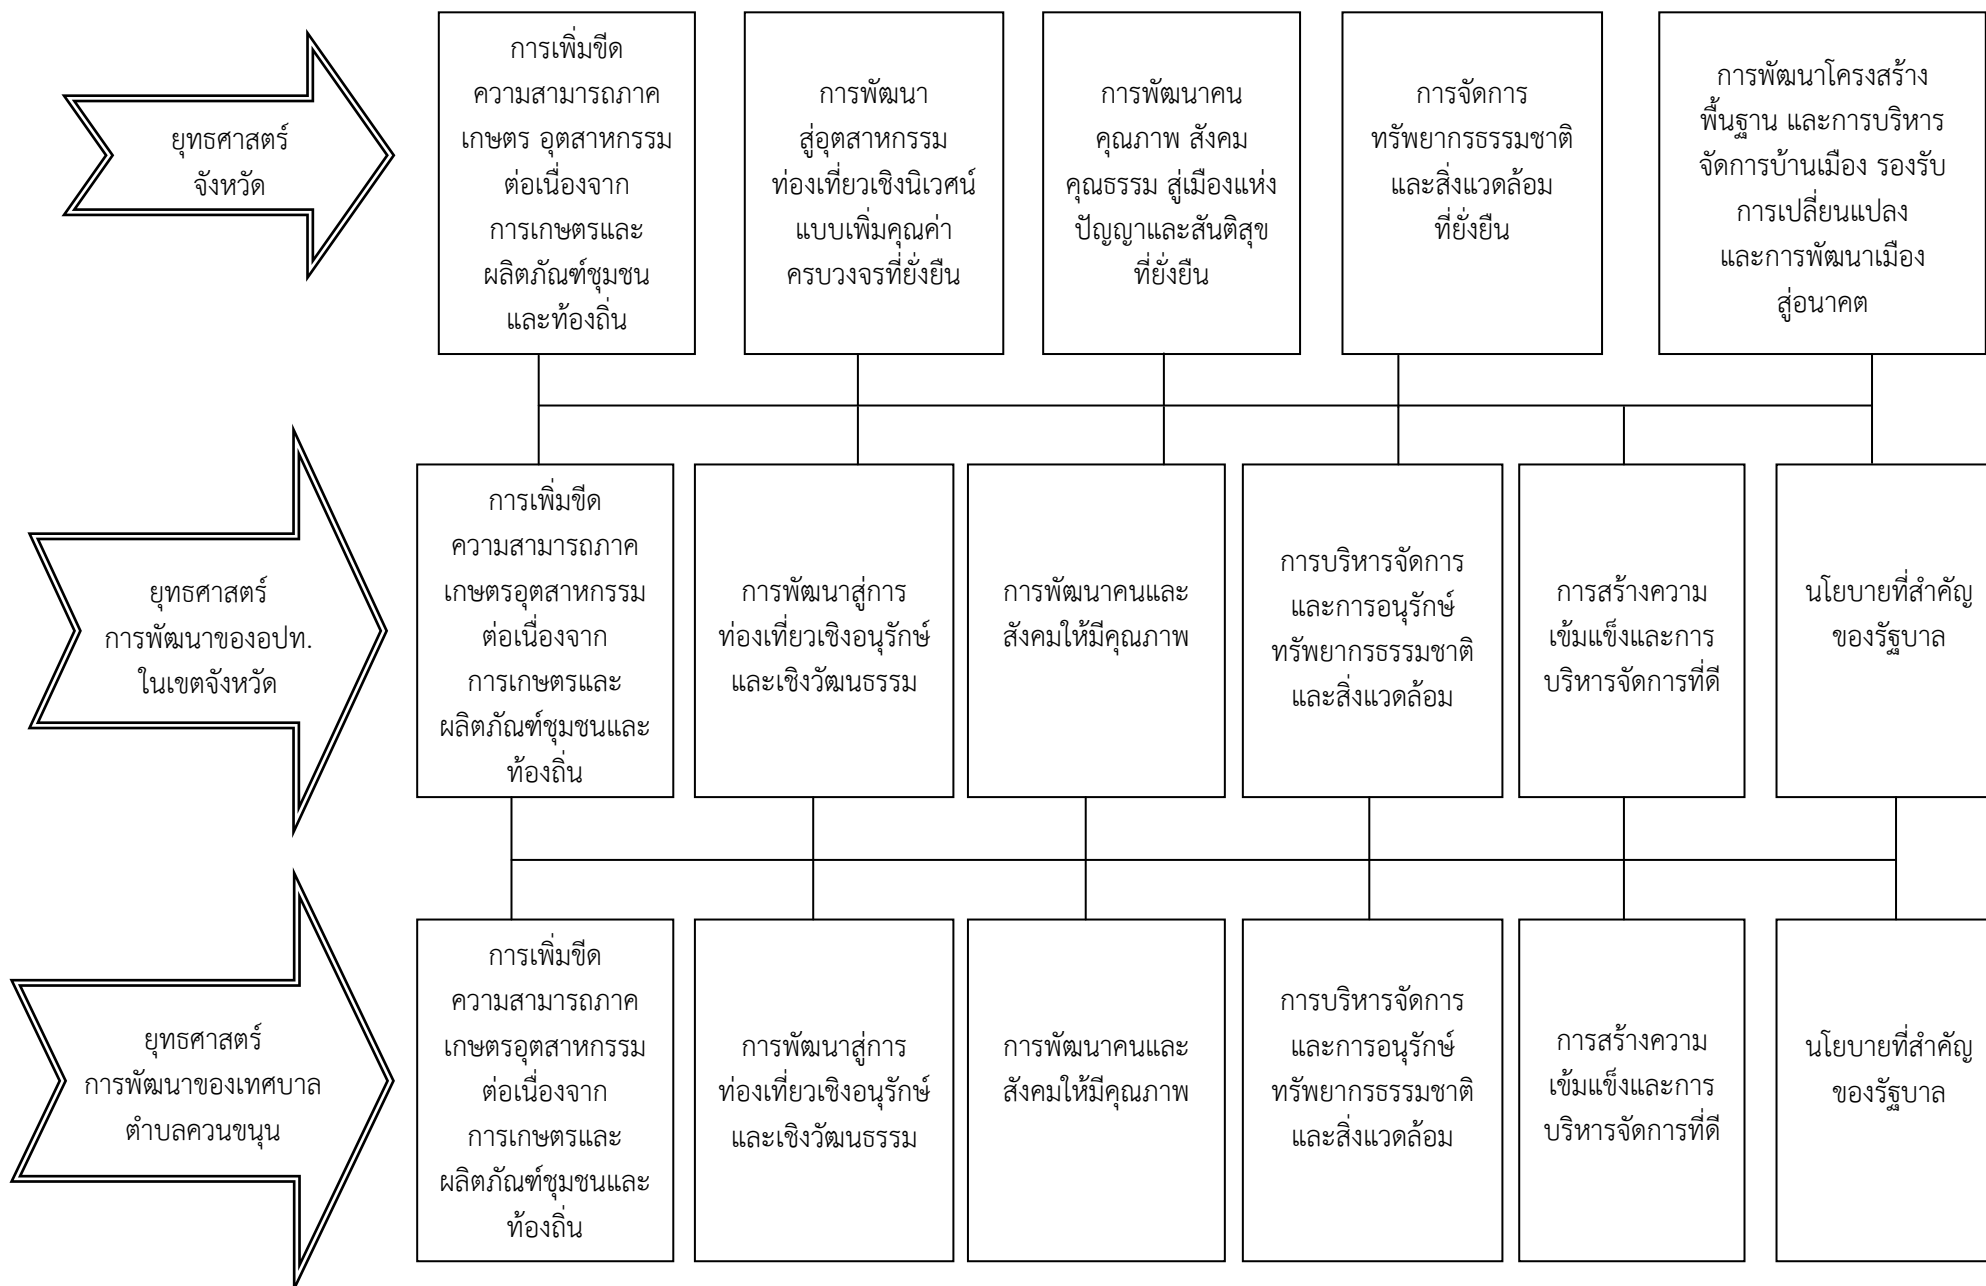 ยุทธศาสตร์
จังหวัด
การเพิ่มขีด
ความสามารถภาค
เกษตร อุตสาหกรรม
ต่อเนื่องจาก
การเกษตรและ
ผลิตภัณฑ์ชุมชน
และท้องถิ่น
การพัฒนา
สู่อุตสาหกรรม
ท่องเที่ยวเชิงนิเวศน์
แบบเพิ่มคุณค่า
ครบวงจรที่ยั่งยืน
การพัฒนาคน
คุณภาพ สังคม
คุณธรรม สู่เมืองแห่ง
ปัญญาและสันติสุข
ที่ยั่งยืน
การจัดการ
ทรัพยากรธรรมชาติ
และสิ่งแวดล้อม
ที่ยั่งยืน
การพัฒนาโครงสร้าง
พื้นฐาน และการบริหาร
จัดการบ้านเมือง รองรับ
การเปลี่ยนแปลง
และการพัฒนาเมือง
สู่อนาคต
ยุทธศาสตร์
การพัฒนาของอปท.
ในเขตจังหวัด
การเพิ่มขีด
ความสามารถภาค
เกษตรอุตสาหกรรม
ต่อเนื่องจาก
การเกษตรและ
ผลิตภัณฑ์ชุมชนและ
ท้องถิ่น
การพัฒนาสู่การ
ท่องเที่ยวเชิงอนุรักษ์
และเชิงวัฒนธรรม
การพัฒนาคนและ
สังคมให้มีคุณภาพ
การบริหารจัดการ
และการอนุรักษ์
ทรัพยากรธรรมชาติ
และสิ่งแวดล้อม
การสร้างความ
เข้มแข็งและการ
บริหารจัดการที่ดี
นโยบายที่สำคัญ
ของรัฐบาล
ยุทธศาสตร์
การพัฒนาของเทศบาล
ตำบลควนขนุน
การเพิ่มขีด
ความสามารถภาค
เกษตรอุตสาหกรรม
ต่อเนื่องจาก
การเกษตรและ
ผลิตภัณฑ์ชุมชนและ
ท้องถิ่น
การพัฒนาสู่การ
ท่องเที่ยวเชิงอนุรักษ์
และเชิงวัฒนธรรม
การพัฒนาคนและ
สังคมให้มีคุณภาพ
การบริหารจัดการ
และการอนุรักษ์
ทรัพยากรธรรมชาติ
และสิ่งแวดล้อม
การสร้างความ
เข้มแข็งและการ
บริหารจัดการที่ดี
นโยบายที่สำคัญ
ของรัฐบาล